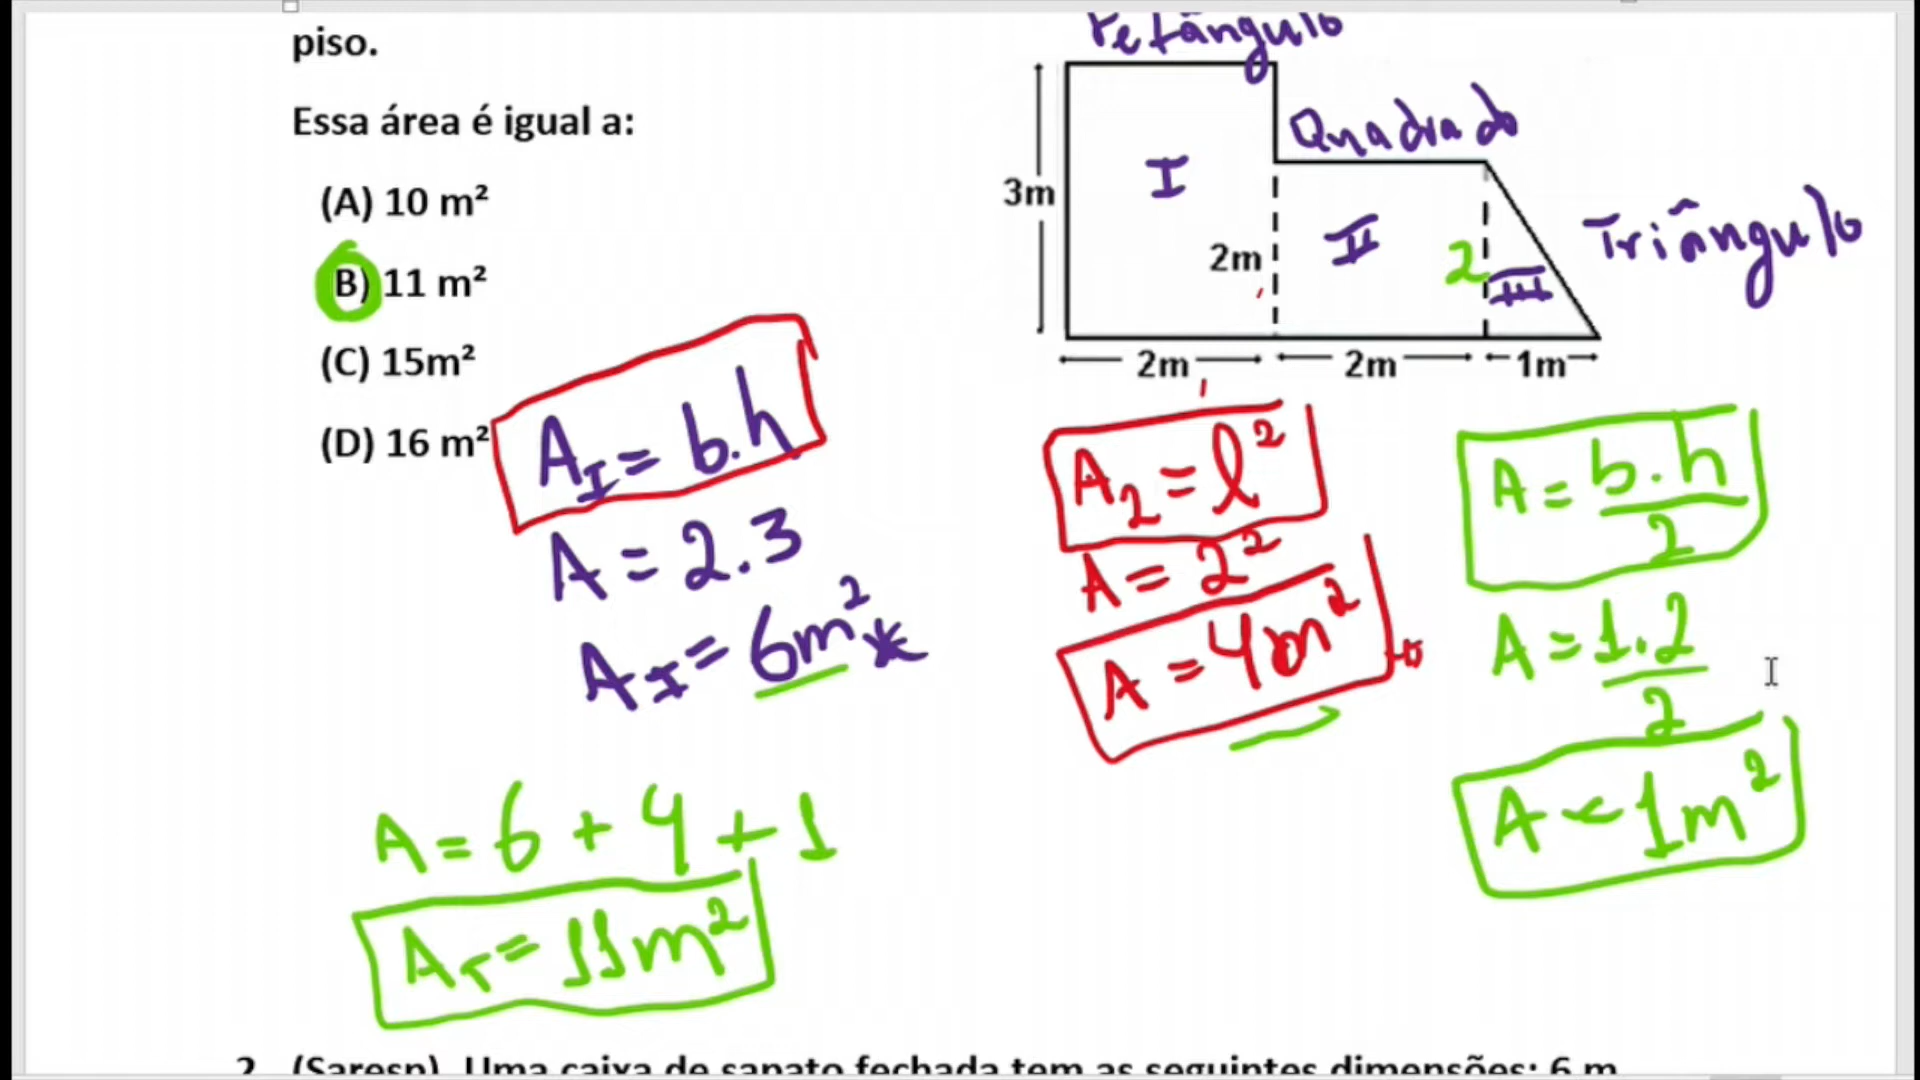 piso.
Essa área é igual a:
(A) 10 m²
B) 11 m²
(C) 15m²
(D) 16 m²
retângulo
Quadrado
Triângulo
I
II
III
3m
2m
2
2m
2m
1m
A_I = b.h
A = 2.3
A_I = 6m² *
A₂ = l²
A = 2²
A = 4m²
A = b.h/2
A = 1.2/2
A = 1m²
A = 6 + 4 + 1
A_T = 11m²
2. (Saresp). Uma caixa de sapato fechada tem as seguintes dimensões: 6 m